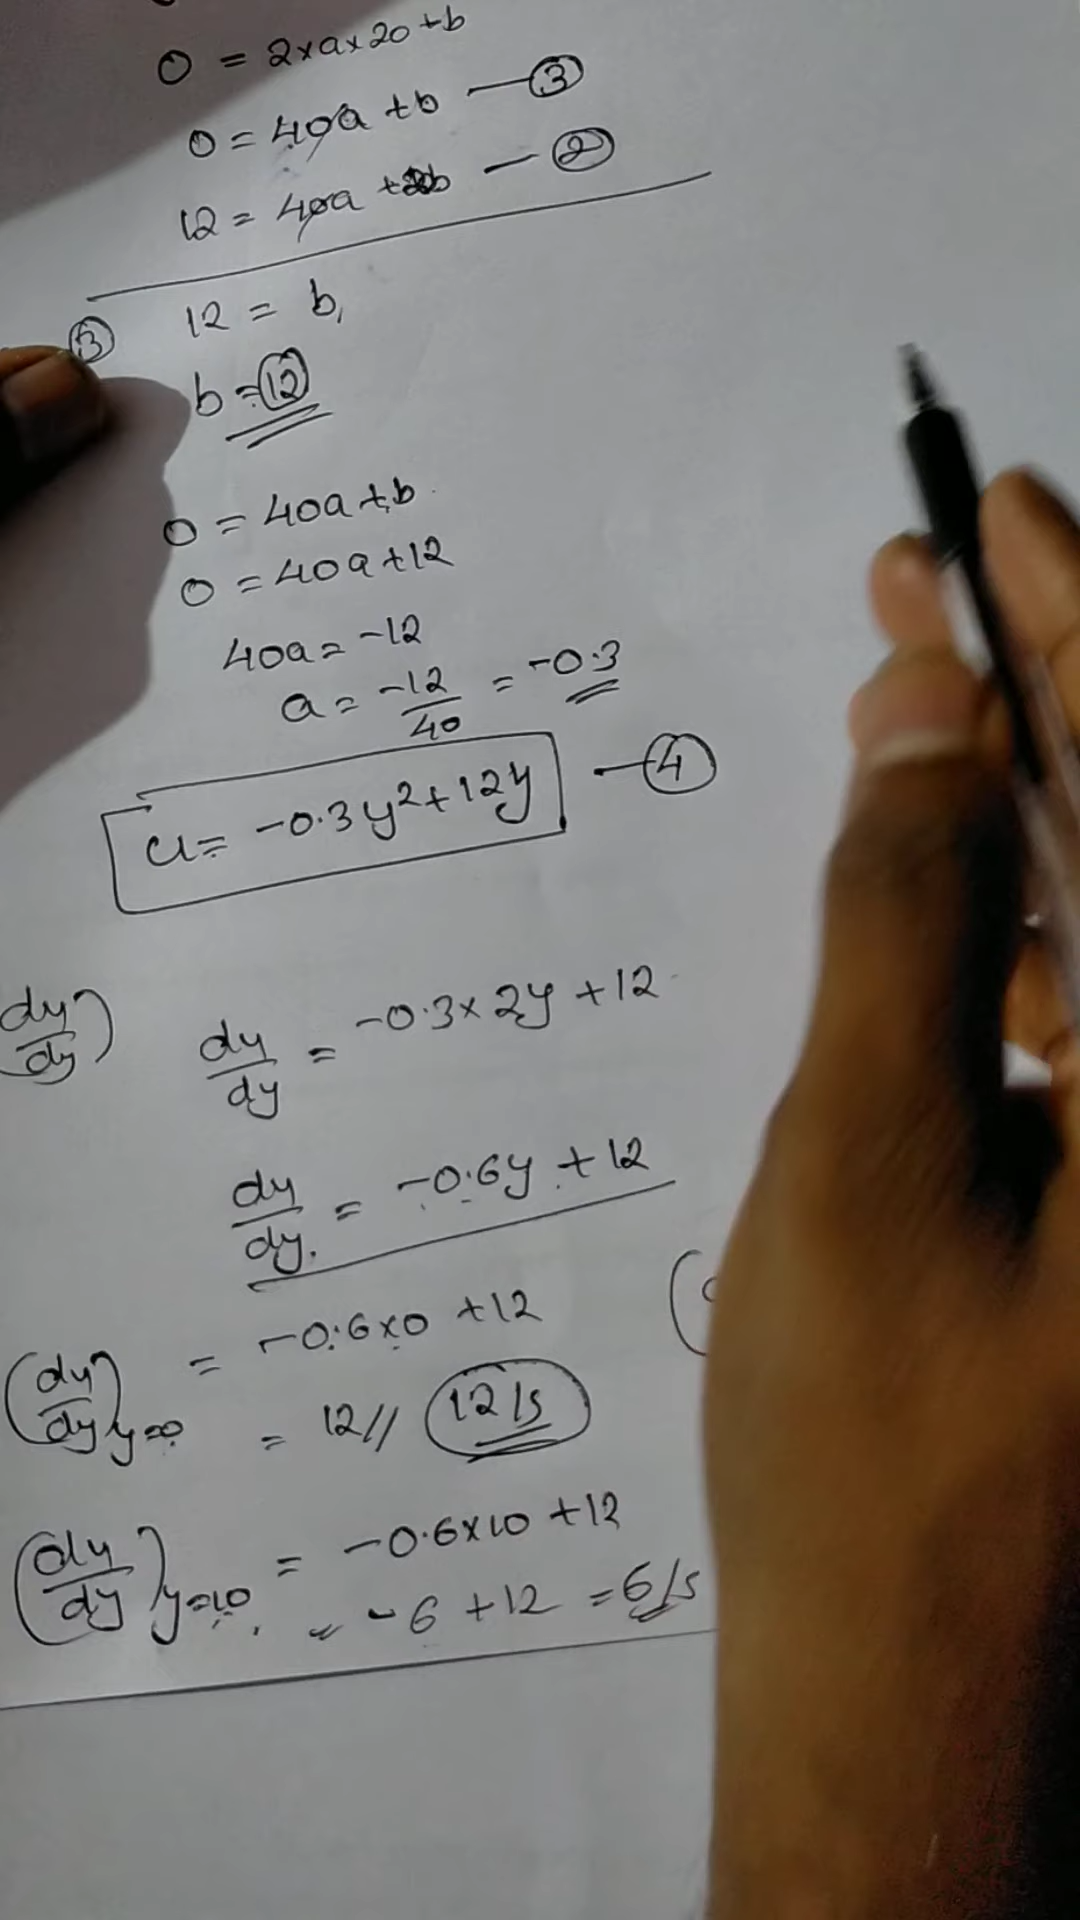 0 = 2×a×20+b
0 = 40a + b — ③
12 = 40a + 2b — ②
③ 12 = b,
b = 12
0 = 40a + b
0 = 40a + 12
40a = -12
a = -12/40 = -0.3
u = -0.3y² + 12y — ④
(du/dy) du/dy = -0.3×2y + 12
du/dy = -0.6y + 12
(du/dy)y=0 = -0.6×0 + 12
= 12// 12/s
(du/dy)y=10 = -0.6×10 + 12
= -6 + 12 = 6/s